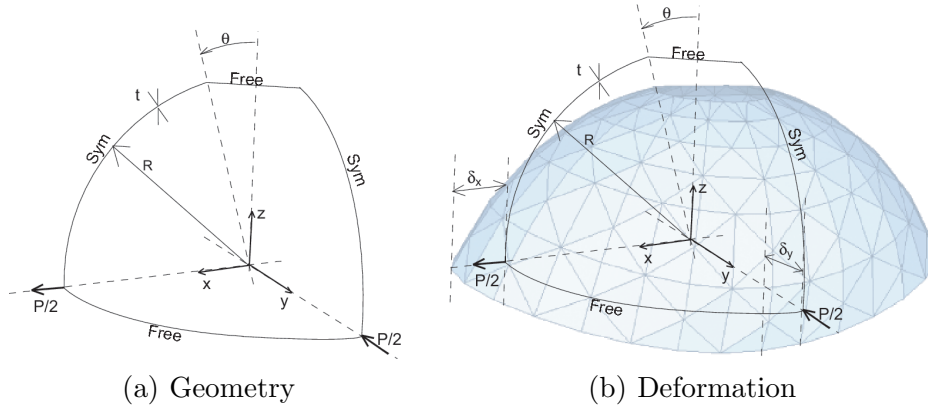 θ
Free
t
Sym
R
Sym
z
x
y
P/2
Free
P/2
(a) Geometry
θ
Free
t
Sym
R
Sym
δx
z
x
y
δy
P/2
Free
P/2
(b) Deformation